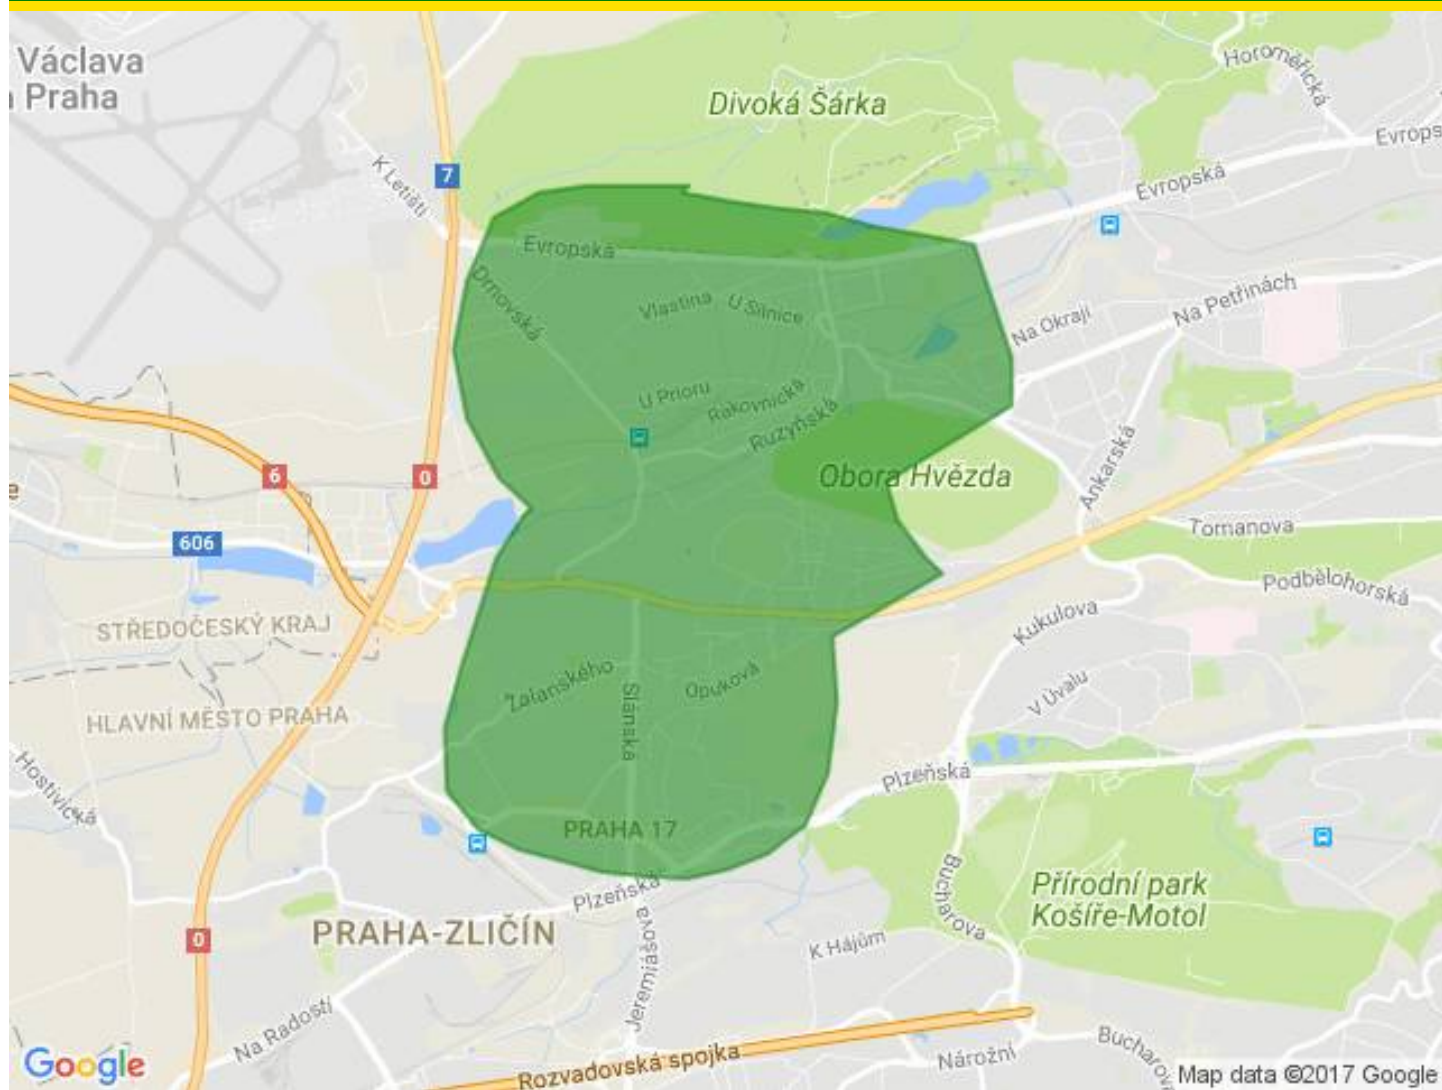 Václava
Praha
Divoká Šárka
Horoměřická
Evrops
K Letišti
7
Evropská
Evropská
Drnovská
Vlastina
U Silnice
Na Petřinách
Na Okraji
U Prioru
Rakovnická
Ruzyňská
Obora Hvězda
Ankarská
6
0
606
Tomanova
Podbělohorská
Kukulova
STŘEDOČESKÝ KRAJ
HLAVNÍ MĚSTO PRAHA
Žalanského
Slánská
Opuková
V Úvalu
Hostivická
Plzeňská
PRAHA 17
Plzeňská
Bucharova
Přírodní park
Košíře-Motol
PRAHA-ZLIČÍN
0
K Hájům
Jeremiášova
Na Radosti
Rozvadovská spojka
Nárožní
Bucharov
Google
Map data ©2017 Google